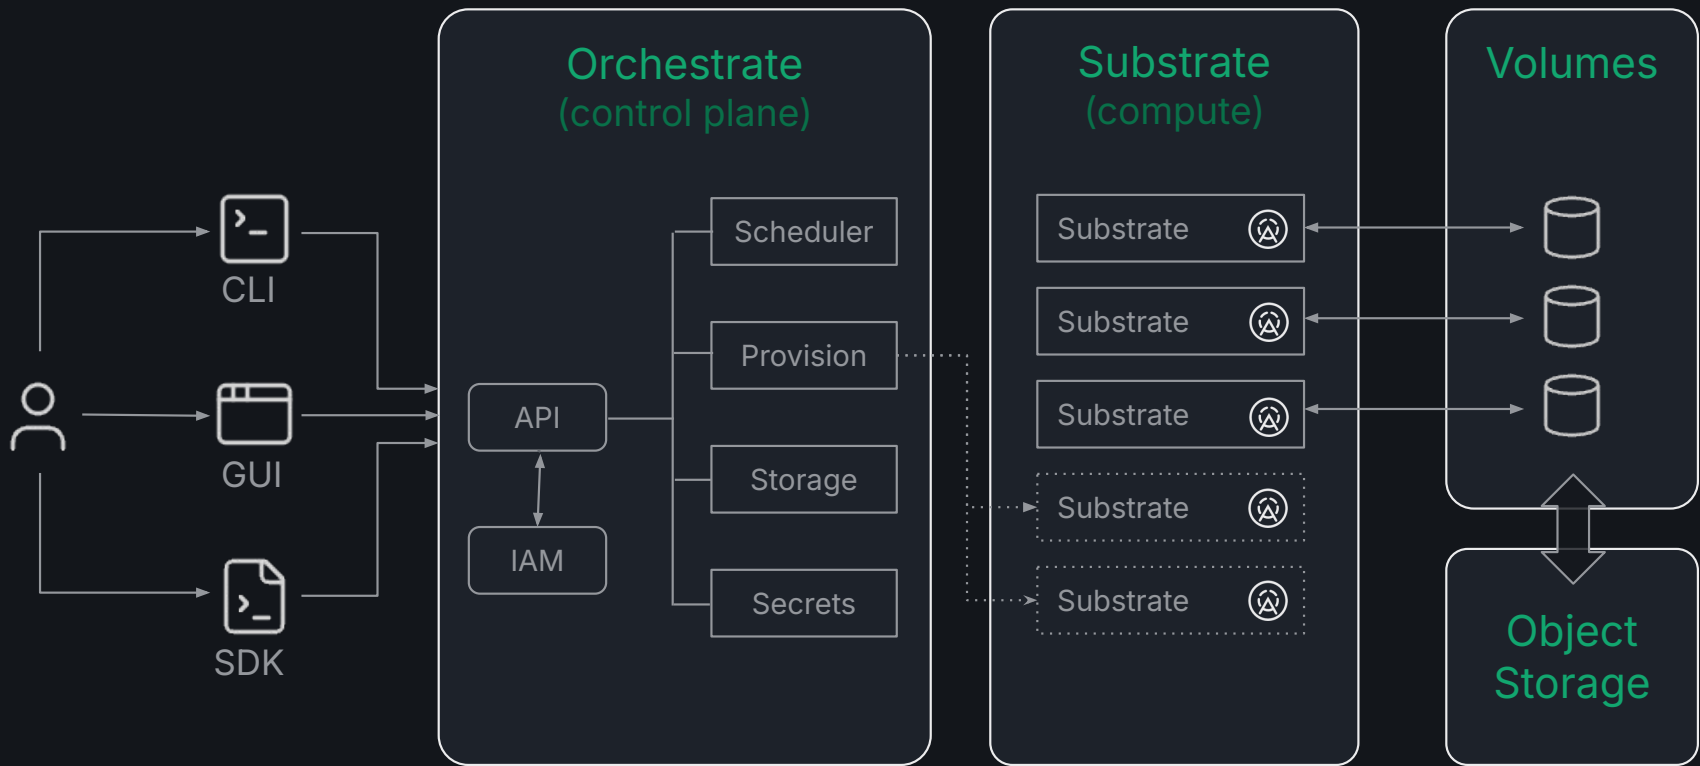 CLI
GUI
SDK
Orchestrate
(control plane)
API
IAM
Scheduler
Provision
Storage
Secrets
Substrate
(compute)
Substrate
Substrate
Substrate
Substrate
Substrate
Volumes
Object
Storage